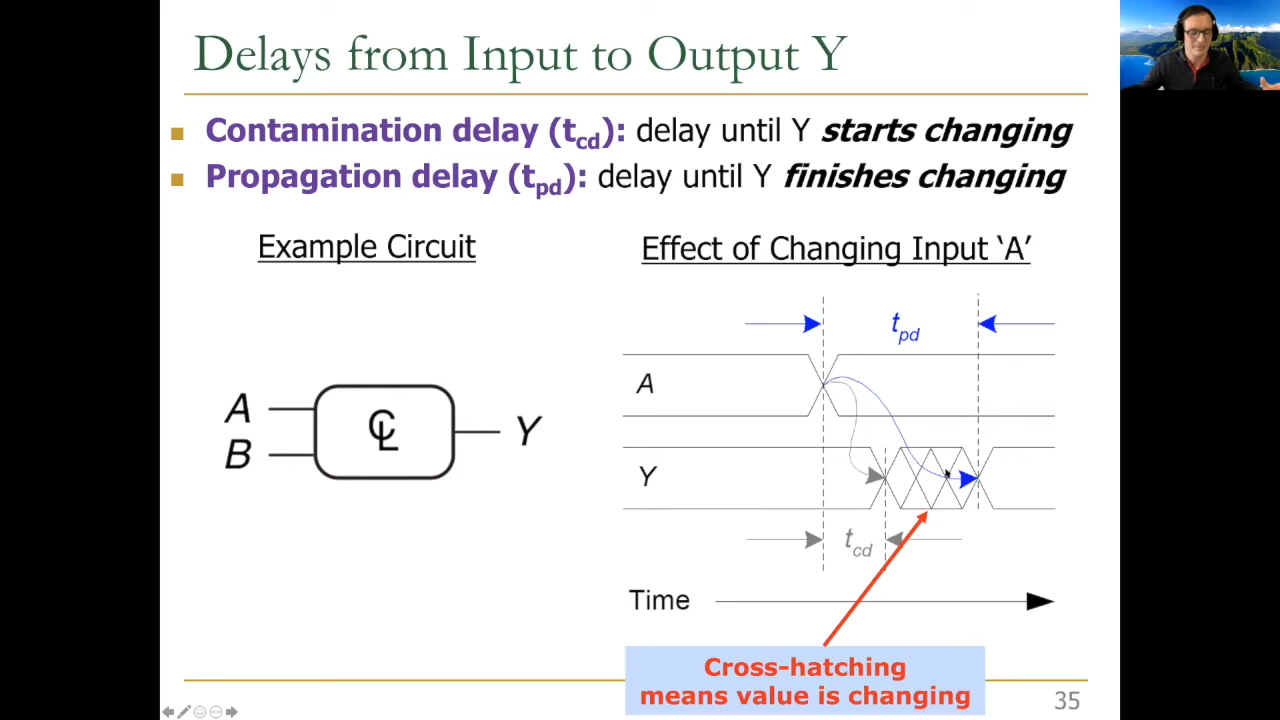 Delays from Input to Output Y
Contamination delay (tcd): delay until Y starts changing
Propagation delay (tpd): delay until Y finishes changing
Example Circuit
Effect of Changing Input ‘A’
tpd
A
A
CL
Y
B
Y
tcd
Time
Cross-hatching
means value is changing
35